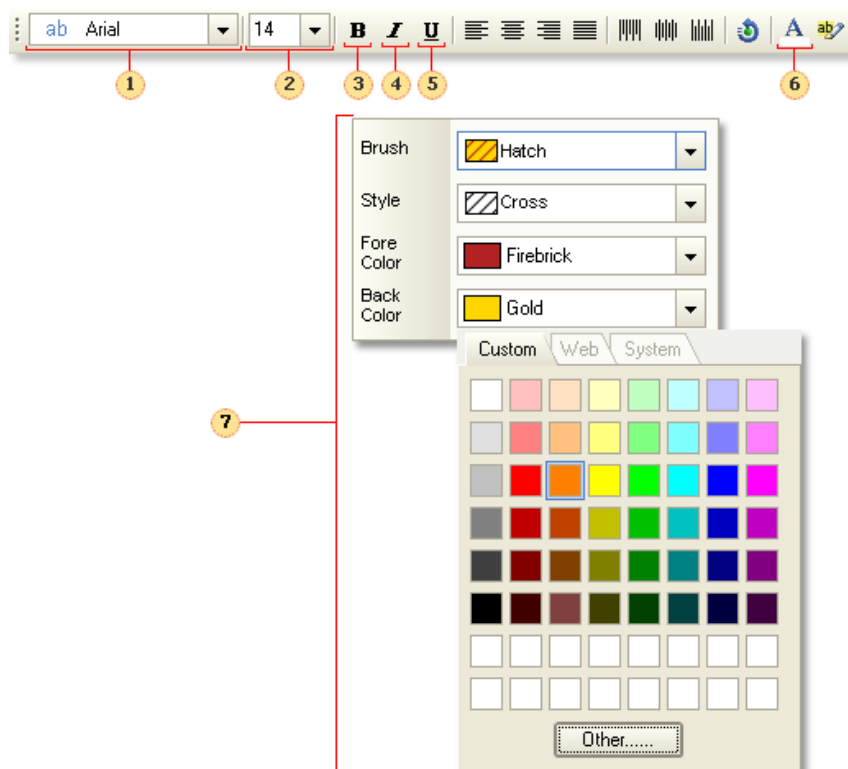 ab Arial 14 B I U A ab
1 2 3 4 5 6
Brush Hatch
Style Cross
Fore
Color Firebrick
Back
Color Gold
Custom Web System
7
Other......